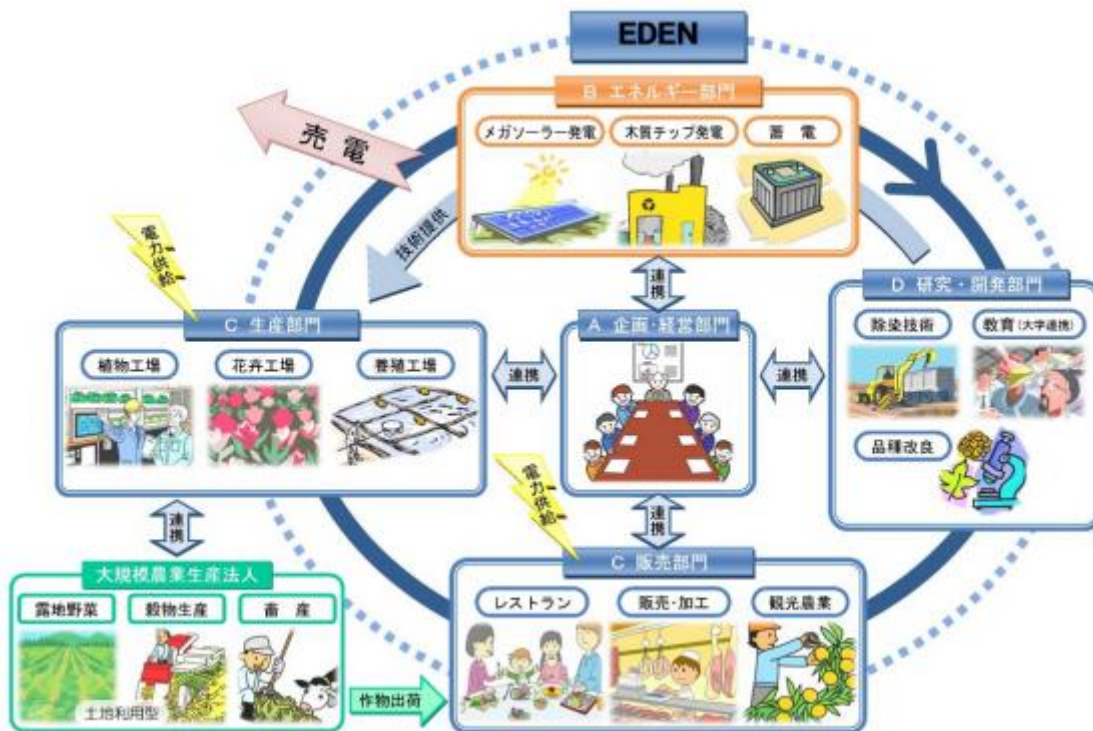 EDEN
B エネルギー部門
メガソーラー発電
木質チップ発電
蓄 電
売 電
技術提供
電力供給
連携
C 生産部門
植物工場
花卉工場
養殖工場
連携
A 企画・経営部門
連携
D 研究・開発部門
除染技術
教育(大学連携)
品種改良
連携
電力供給
連携
大規模農業生産法人
露地野菜
穀物生産
畜 産
土地利用型
作物出荷
C 販売部門
レストラン
販売・加工
観光農業